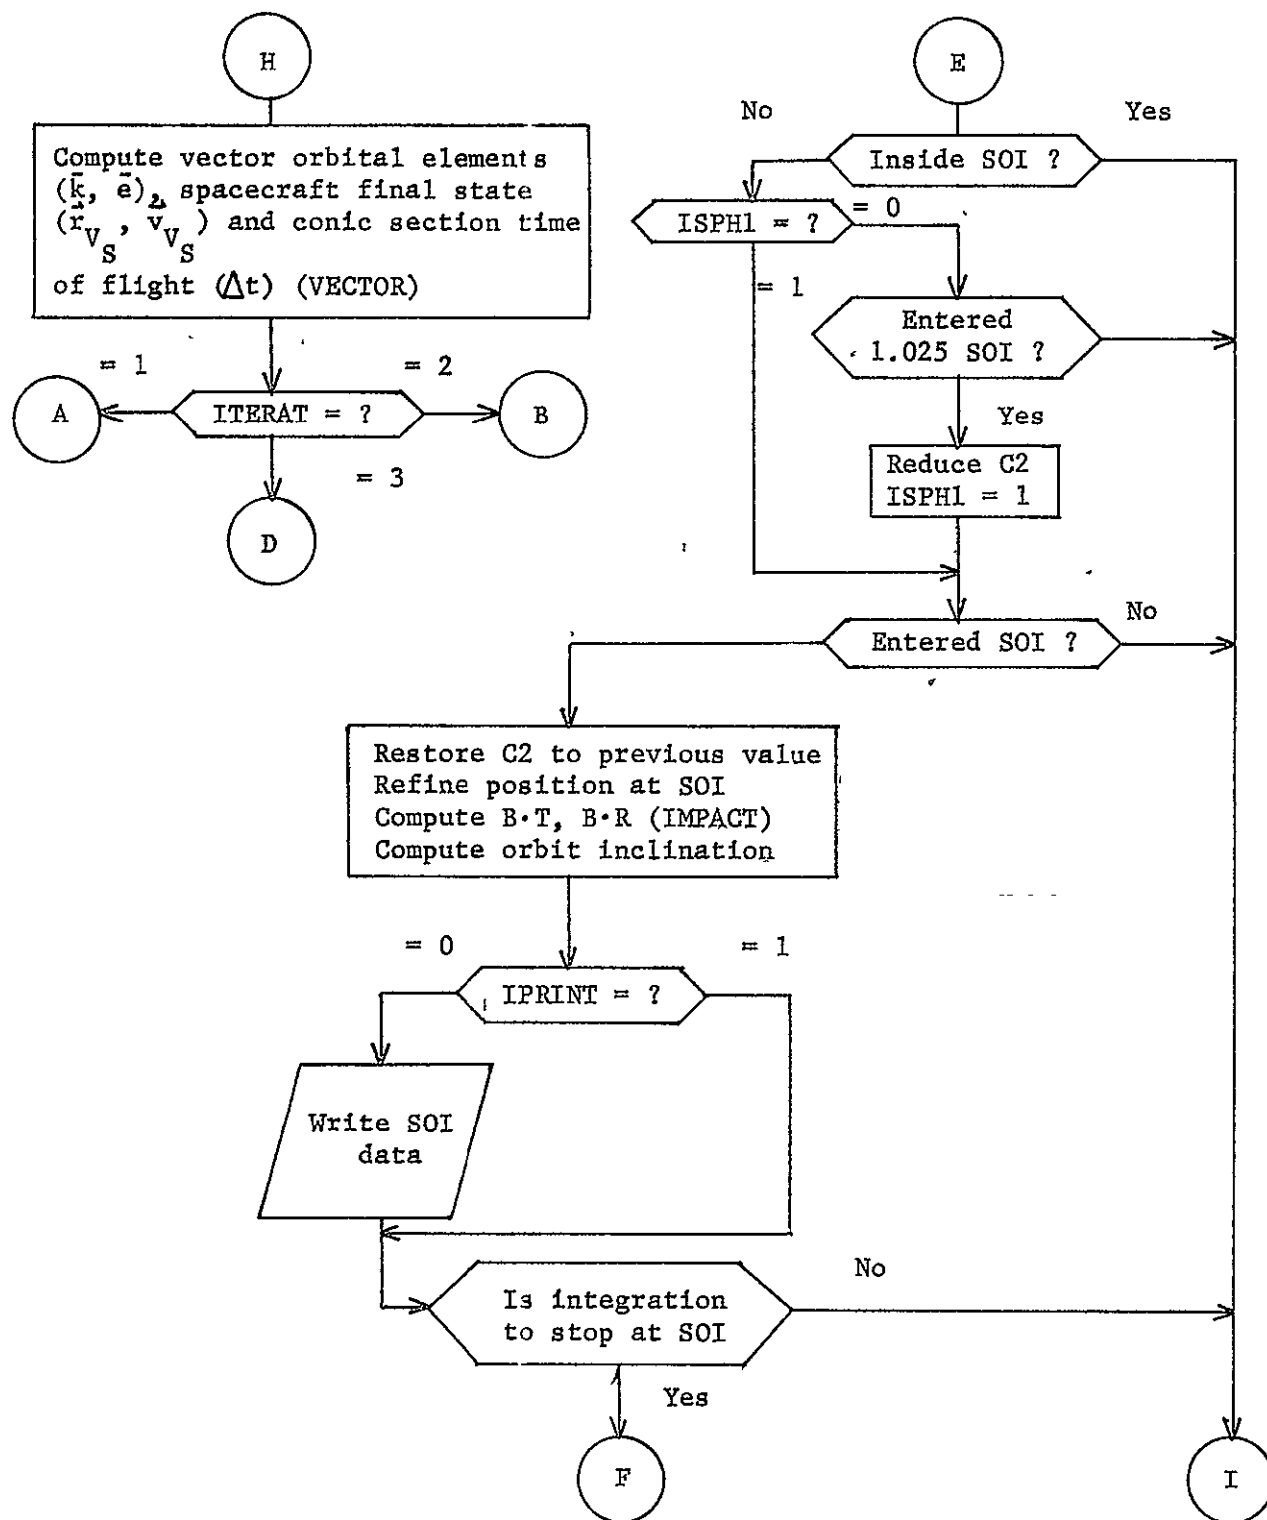 H
Compute vector orbital elements
(k̄, ē), spacecraft final state
(r⃗_V_S, v⃗_V_S) and conic section time
of flight (Δt) (VECTOR)
= 1
= 2
A
ITERAT = ?
B
= 3
D
E
No
Yes
Inside SOI ?
= 0
ISPH1 = ?
= 1
Entered
1.025 SOI ?
Yes
Reduce C2
ISPH1 = 1
No
Entered SOI ?
Restore C2 to previous value
Refine position at SOI
Compute B·T, B·R (IMPACT)
Compute orbit inclination
= 0
= 1
IPRINT = ?
Write SOI
data
No
Is integration
to stop at SOI
Yes
F
I